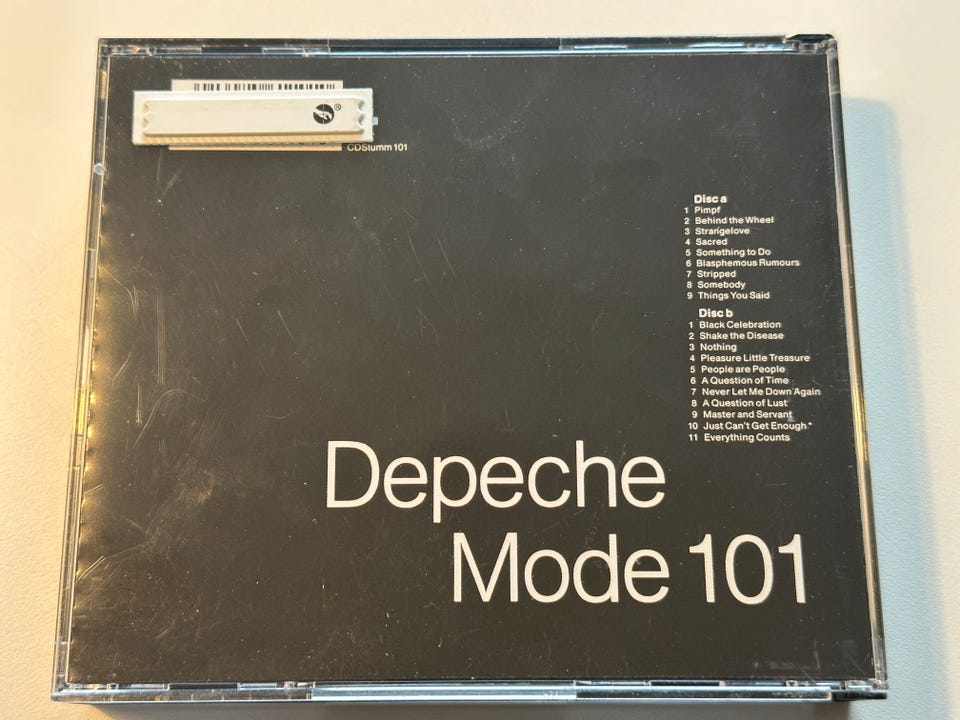 ®
CDStumm 101
Disc a
1 Pimpf
2 Behind the Wheel
3 Strangelove
4 Sacred
5 Something to Do
6 Blasphemous Rumours
7 Stripped
8 Somebody
9 Things You Said
Disc b
1 Black Celebration
2 Shake the Disease
3 Nothing
4 Pleasure Little Treasure
5 People are People
6 A Question of Time
7 Never Let Me Down Again
8 A Question of Lust
9 Master and Servant
10 Just Can't Get Enough*
11 Everything Counts
Depeche
Mode 101